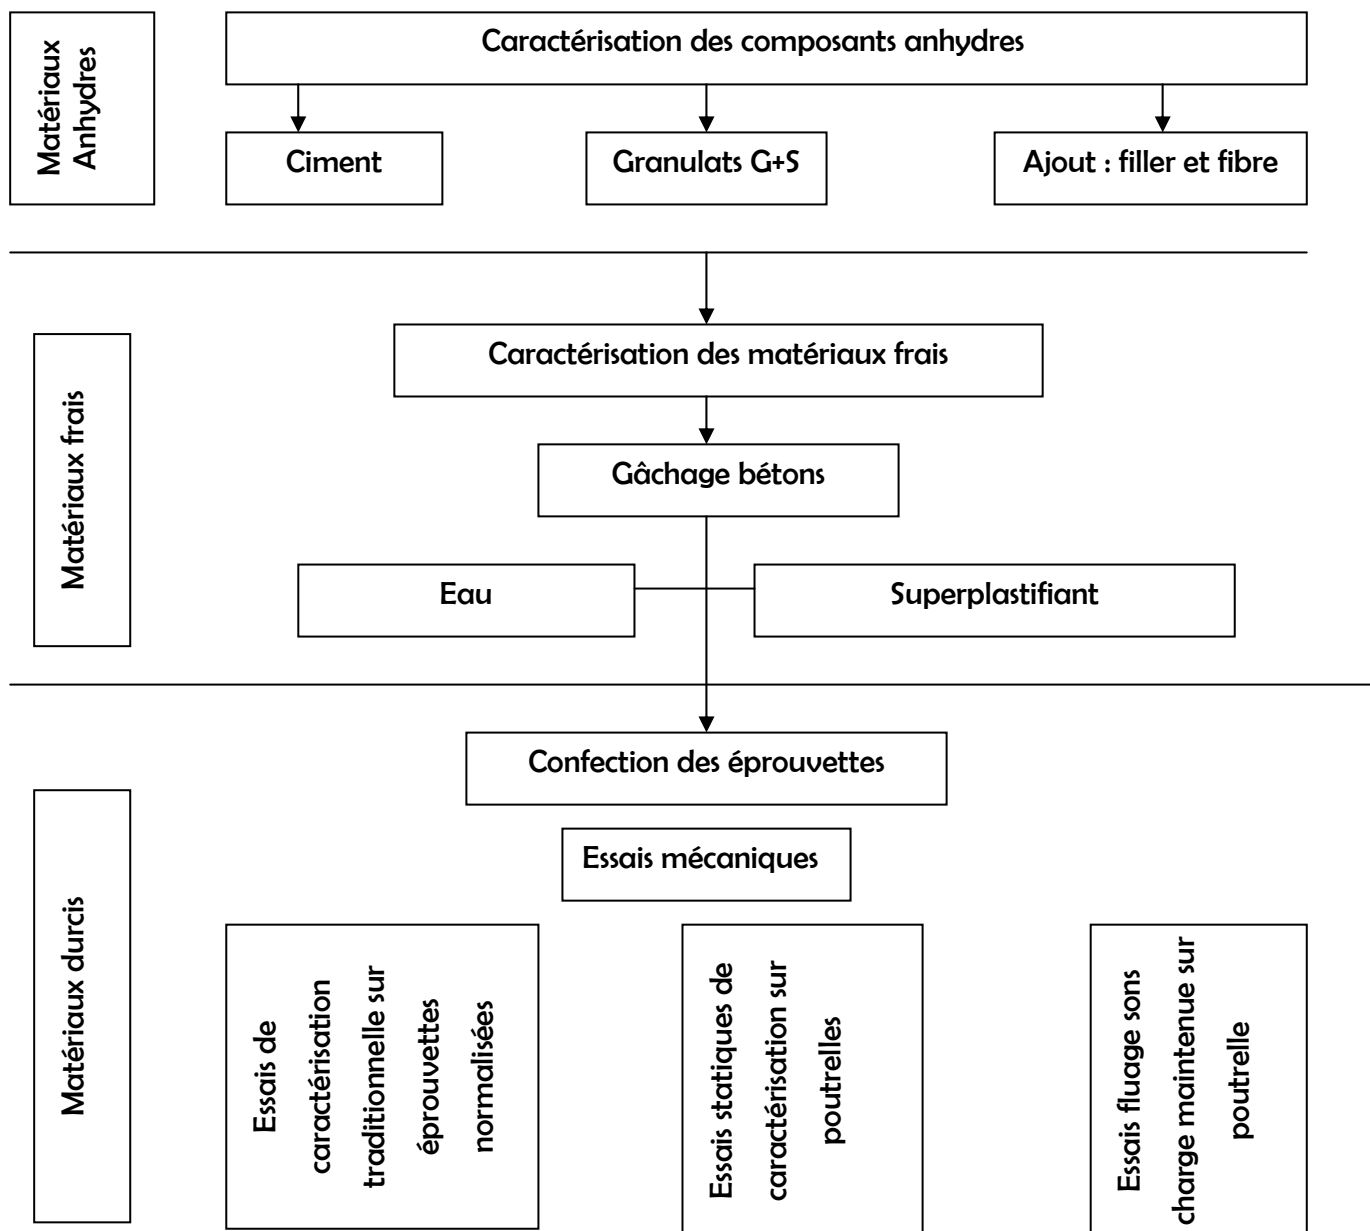 Matériaux
Anhydres
Caractérisation des composants anhydres
Ciment
Granulats G+S
Ajout : filler et fibre
Matériaux frais
Caractérisation des matériaux frais
Gâchage bétons
Eau
Superplastifiant
Matériaux durcis
Confection des éprouvettes
Essais mécaniques
Essais de
caractérisation
traditionnelle sur
éprouvettes
normalisées
Essais statiques de
caractérisation sur
poutrelles
Essai fluage sons
charge maintenue sur
poutrelle